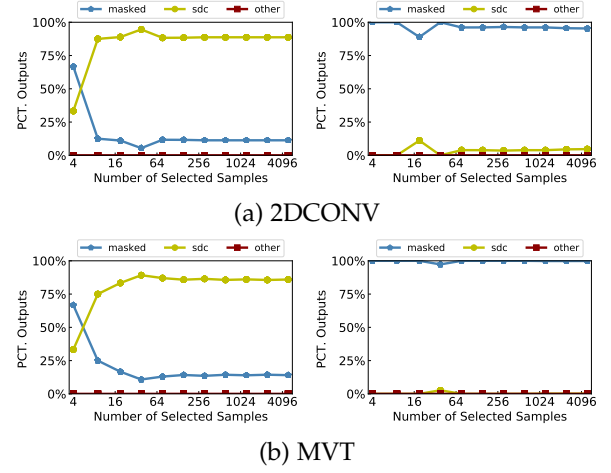 masked sdc other
masked sdc other
100%
75%
50%
25%
0%
PCT. Outputs
4 16 64 256 1024 4096
Number of Selected Samples
100%
75%
50%
25%
0%
PCT. Outputs
4 16 64 256 1024 4096
Number of Selected Samples
(a) 2DCONV
masked sdc other
masked sdc other
100%
75%
50%
25%
0%
PCT. Outputs
4 16 64 256 1024 4096
Number of Selected Samples
100%
75%
50%
25%
0%
PCT. Outputs
4 16 64 256 1024 4096
Number of Selected Samples
(b) MVT